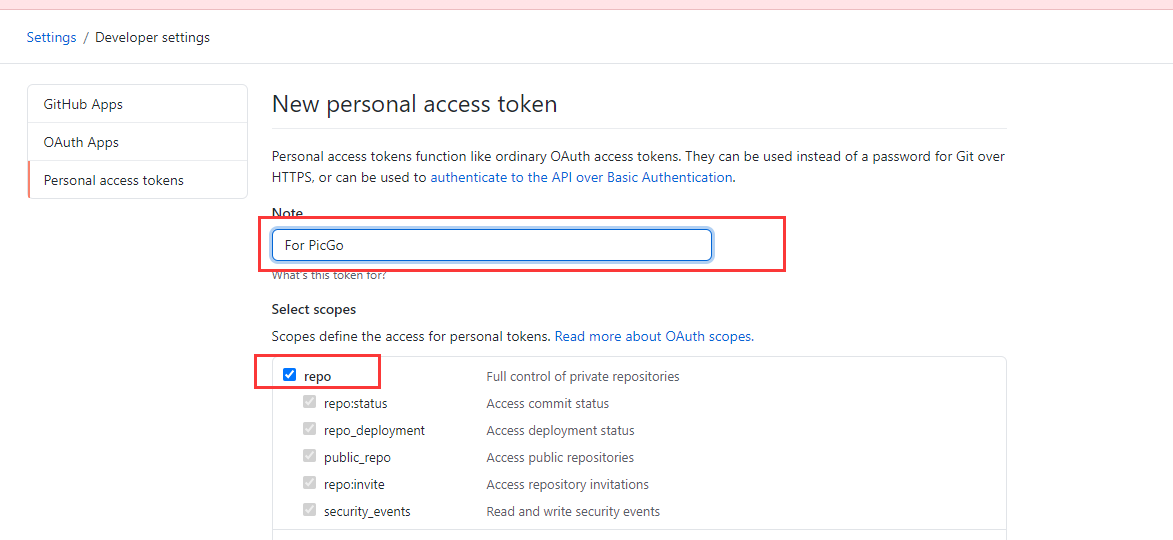 Settings / Developer settings
GitHub Apps
OAuth Apps
Personal access tokens
New personal access token
Personal access tokens function like ordinary OAuth access tokens. They can be used instead of a password for Git over
HTTPS, or can be used to authenticate to the API over Basic Authentication.
Note
For PicGo
What's this token for?
Select scopes
Scopes define the access for personal tokens. Read more about OAuth scopes.
repo Full control of private repositories
repo:status Access commit status
repo_deployment Access deployment status
public_repo Access public repositories
repo:invite Access repository invitations
security_events Read and write security events